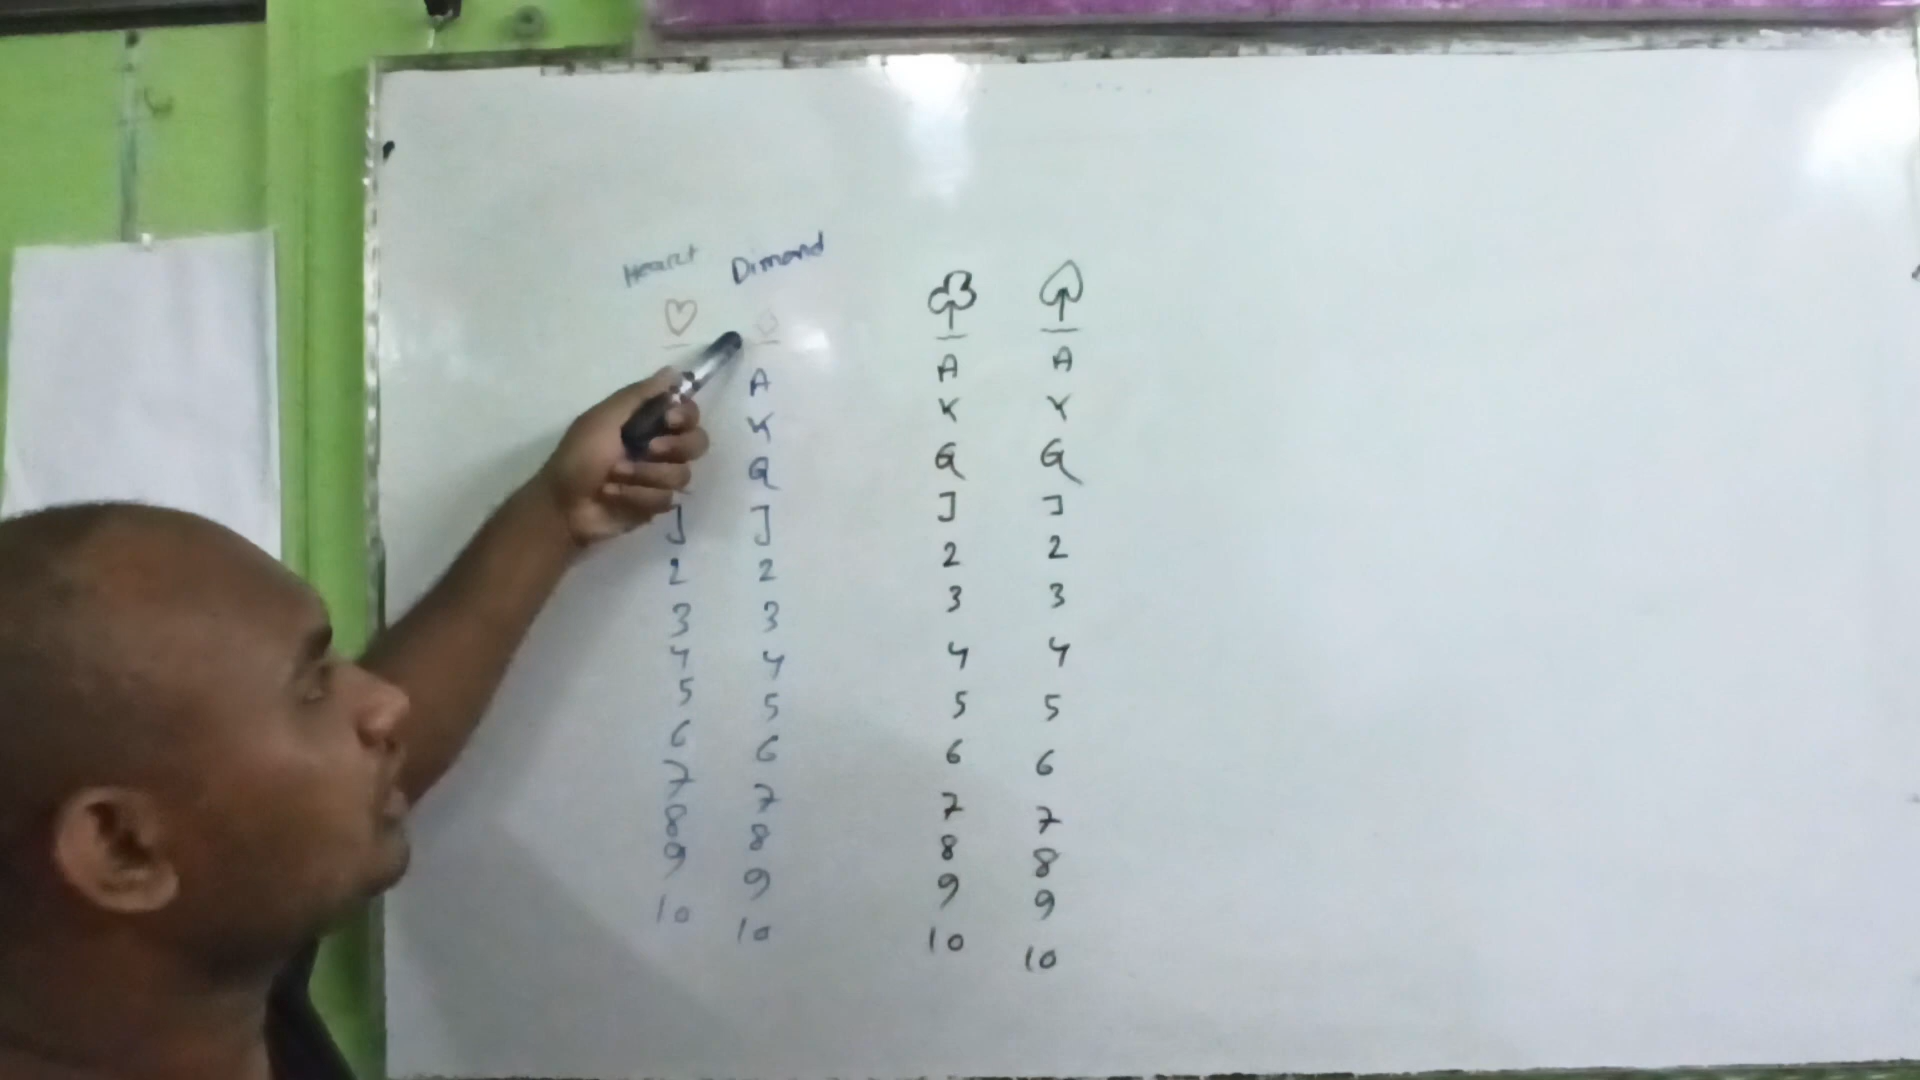 Heart Dimond
A A A
K K K
Q Q Q
J J J J
2 2 2 2
3 3 3 3
4 4 4 4
5 5 5 5
6 6 6 6
7 7 7 7
8 8 8 8
9 9 9 9
10 10 10 10